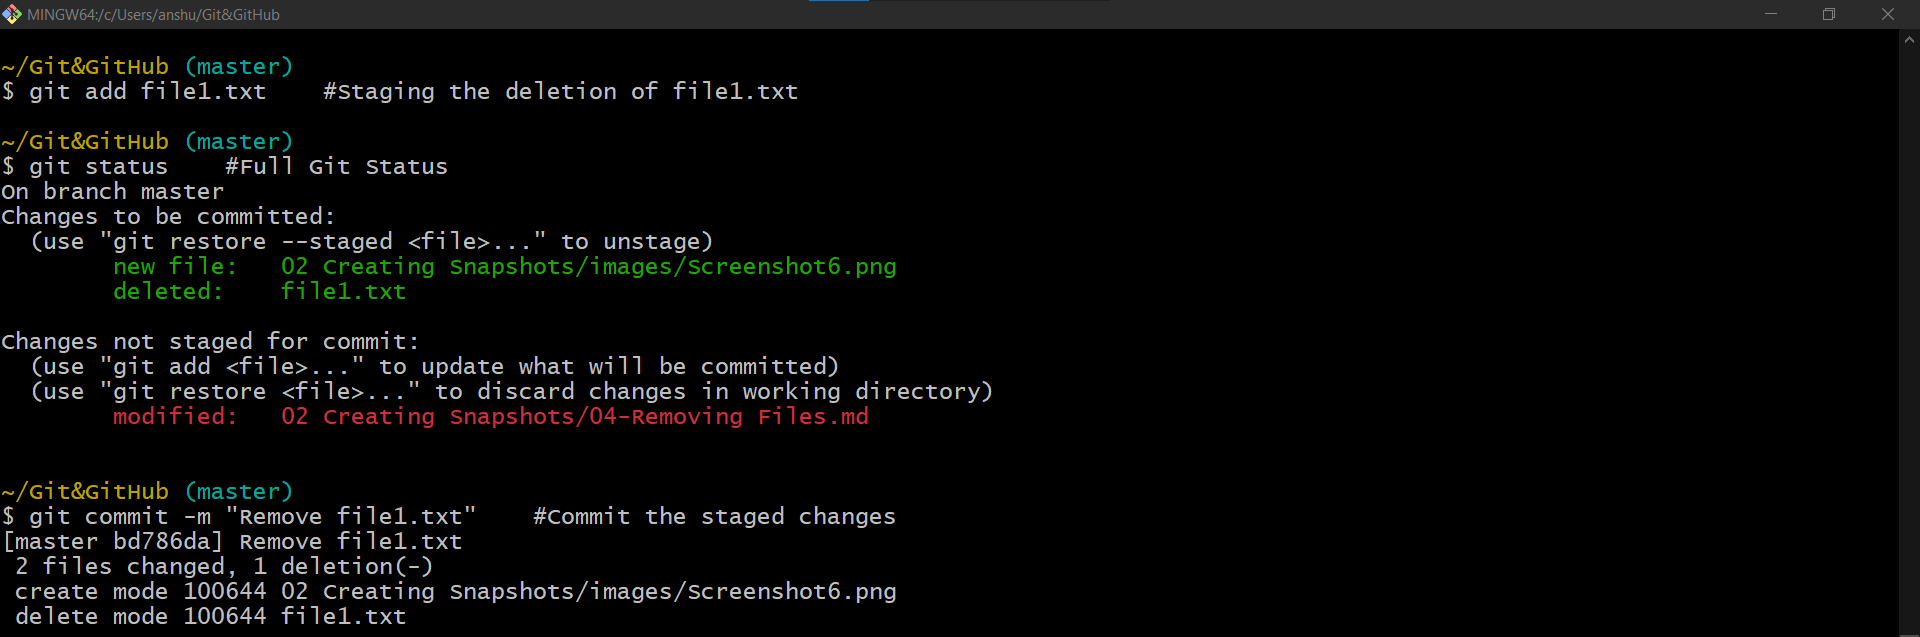 MINGW64:/c/Users/anshu/Git&GitHub
~/Git&GitHub (master)
$ git add file1.txt    #Staging the deletion of file1.txt
~/Git&GitHub (master)
$ git status    #Full Git Status
On branch master
Changes to be committed:
  (use "git restore --staged <file>..." to unstage)
        new file:   02 Creating Snapshots/images/Screenshot6.png
        deleted:    file1.txt
Changes not staged for commit:
  (use "git add <file>..." to update what will be committed)
  (use "git restore <file>..." to discard changes in working directory)
        modified:   02 Creating Snapshots/04-Removing Files.md
~/Git&GitHub (master)
$ git commit -m "Remove file1.txt"    #Commit the staged changes
[master bd786da] Remove file1.txt
 2 files changed, 1 deletion(-)
 create mode 100644 02 Creating Snapshots/images/Screenshot6.png
 delete mode 100644 file1.txt